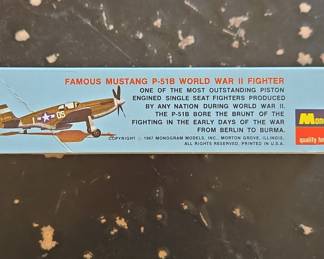 FAMOUS MUSTANG P-51B WORLD WAR II FIGHTER
ONE OF THE MOST OUTSTANDING PISTON
ENGINED SINGLE SEAT FIGHTERS PRODUCED
BY ANY NATION DURING WORLD WAR II.
THE P-51B BORE THE BRUNT OF THE
FIGHTING IN THE EARLY DAYS OF THE WAR
FROM BERLIN TO BURMA.
COPYRIGHT © 1967 MONOGRAM MODELS, INC., MORTON GROVE, ILLINOIS,
ALL RIGHTS RESERVED, PRINTED IN U.S.A.
05
Mon
quality ho